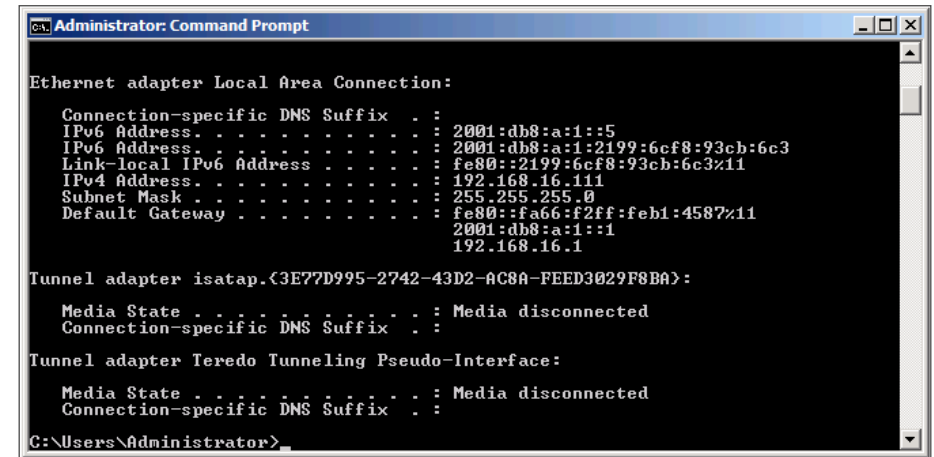 Administrator: Command Prompt
Ethernet adapter Local Area Connection:
Connection-specific DNS Suffix  . :
IPv6 Address. . . . . . . . . . . : 2001:db8:a:1::5
IPv6 Address. . . . . . . . . . . : 2001:db8:a:1:2199:6cf8:93cb:6c3
Link-local IPv6 Address . . . . . : fe80::2199:6cf8:93cb:6c3%11
IPv4 Address. . . . . . . . . . . : 192.168.16.111
Subnet Mask . . . . . . . . . . . : 255.255.255.0
Default Gateway . . . . . . . . . : fe80::fa66:f2ff:feb1:4587%11
2001:db8:a:1::1
192.168.16.1
Tunnel adapter isatap.{3E77D995-2742-43D2-AC8A-FEED3029F8BA}:
Media State . . . . . . . . . . . : Media disconnected
Connection-specific DNS Suffix  . :
Tunnel adapter Teredo Tunneling Pseudo-Interface:
Media State . . . . . . . . . . . : Media disconnected
Connection-specific DNS Suffix  . :
C:\Users\Administrator>_